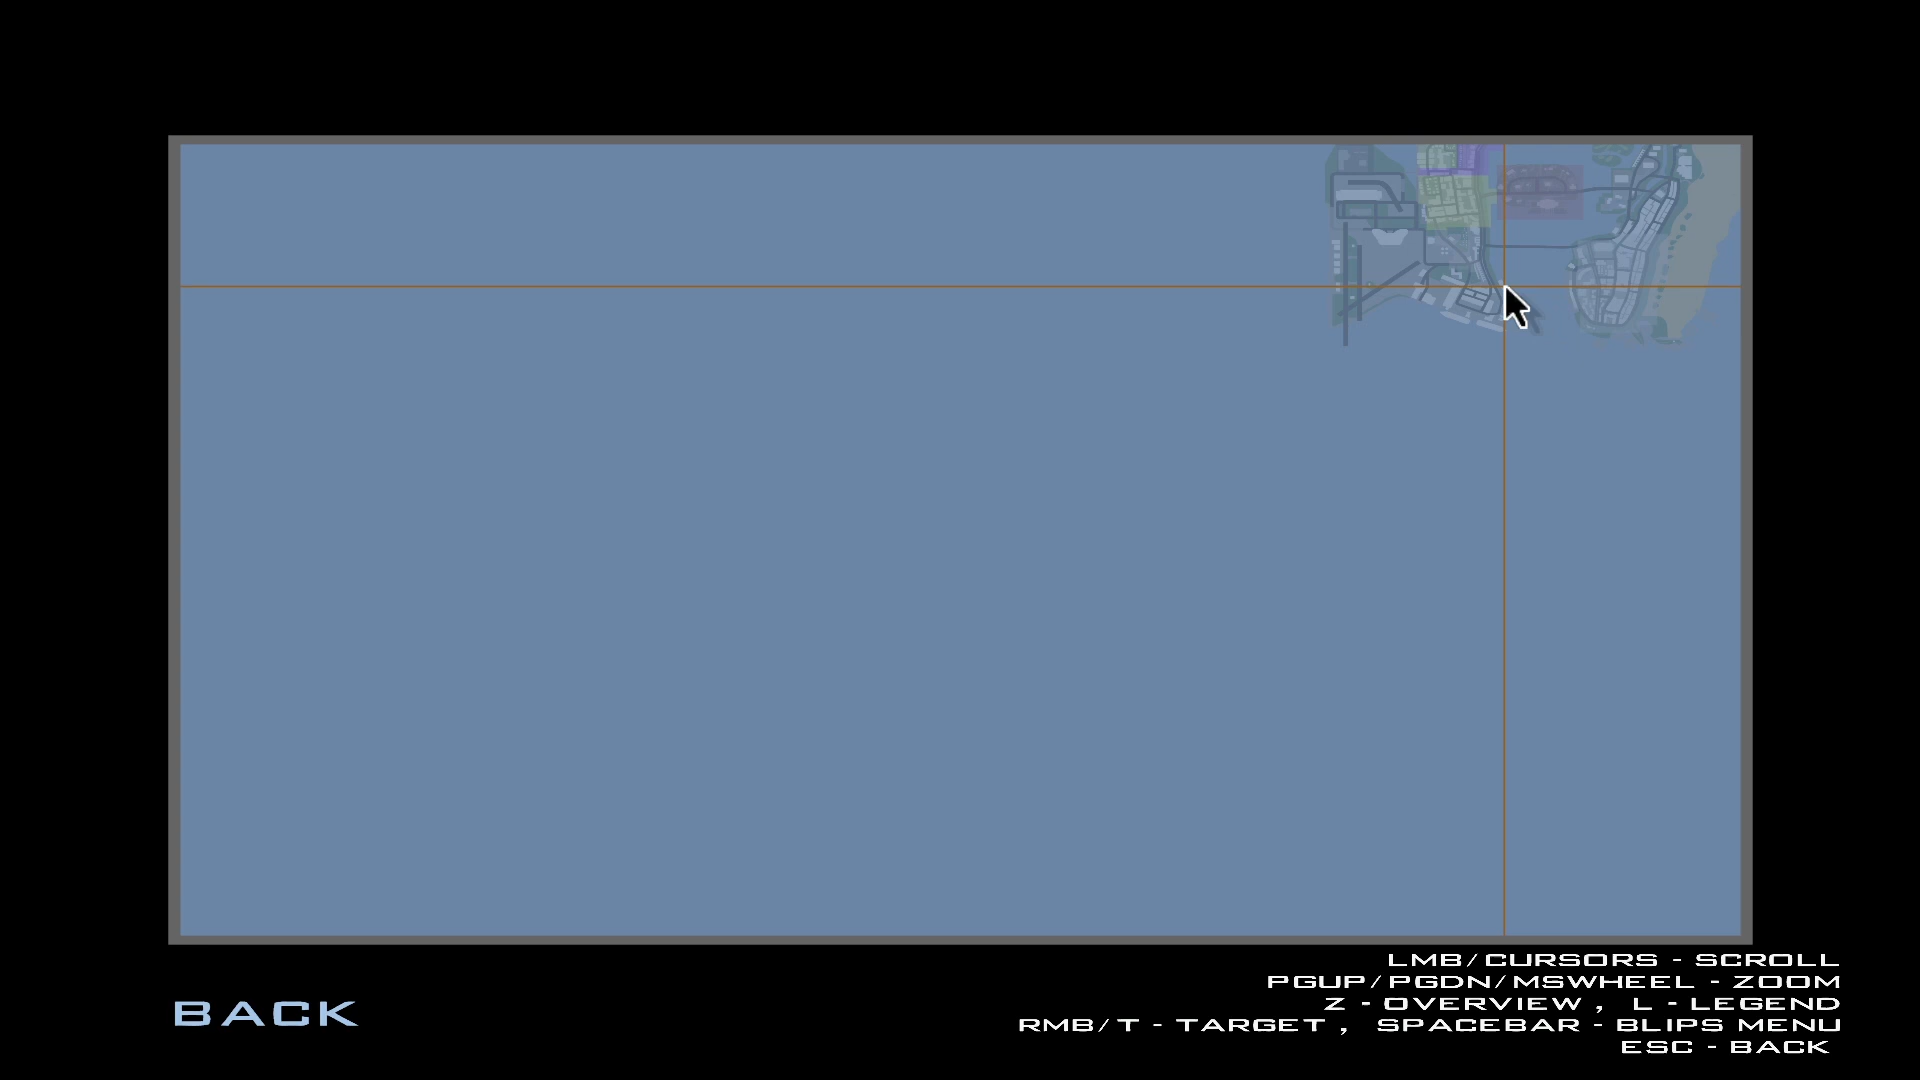 LMB/CURSORS - SCROLL
PGUP/PGDN/MSWHEEL - ZOOM
Z - OVERVIEW , L - LEGEND
RMB/T - TARGET , SPACEBAR - BLIPS MENU
ESC - BACK
BACK